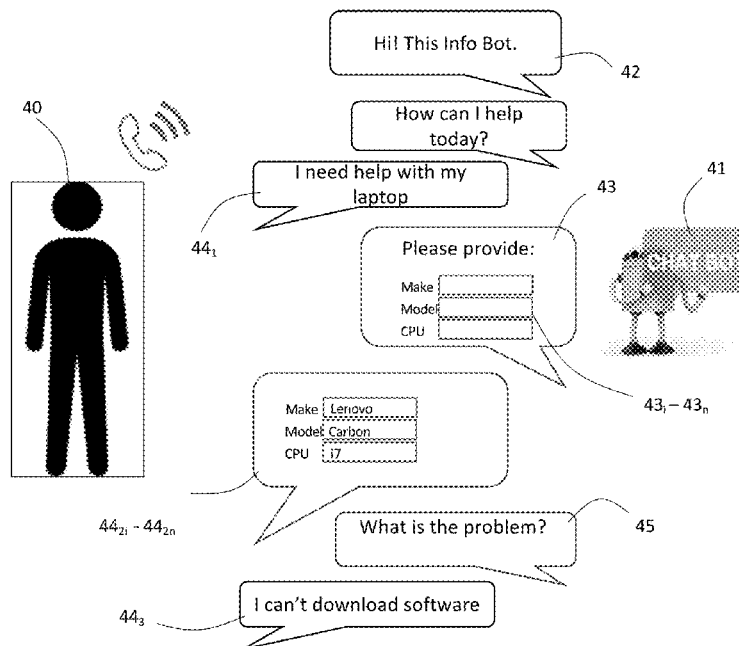 Hi! This Info Bot.
42
How can I help
today?
40
I need help with my
laptop
44₁
43
41
Please provide:
CHAT BOT
Make
Model
CPU
43ᵢ – 43ₙ
Make Lenovo
Model Carbon
CPU i7
44₂ᵢ - 44₂ₙ
What is the problem?
45
I can't download software
44₃